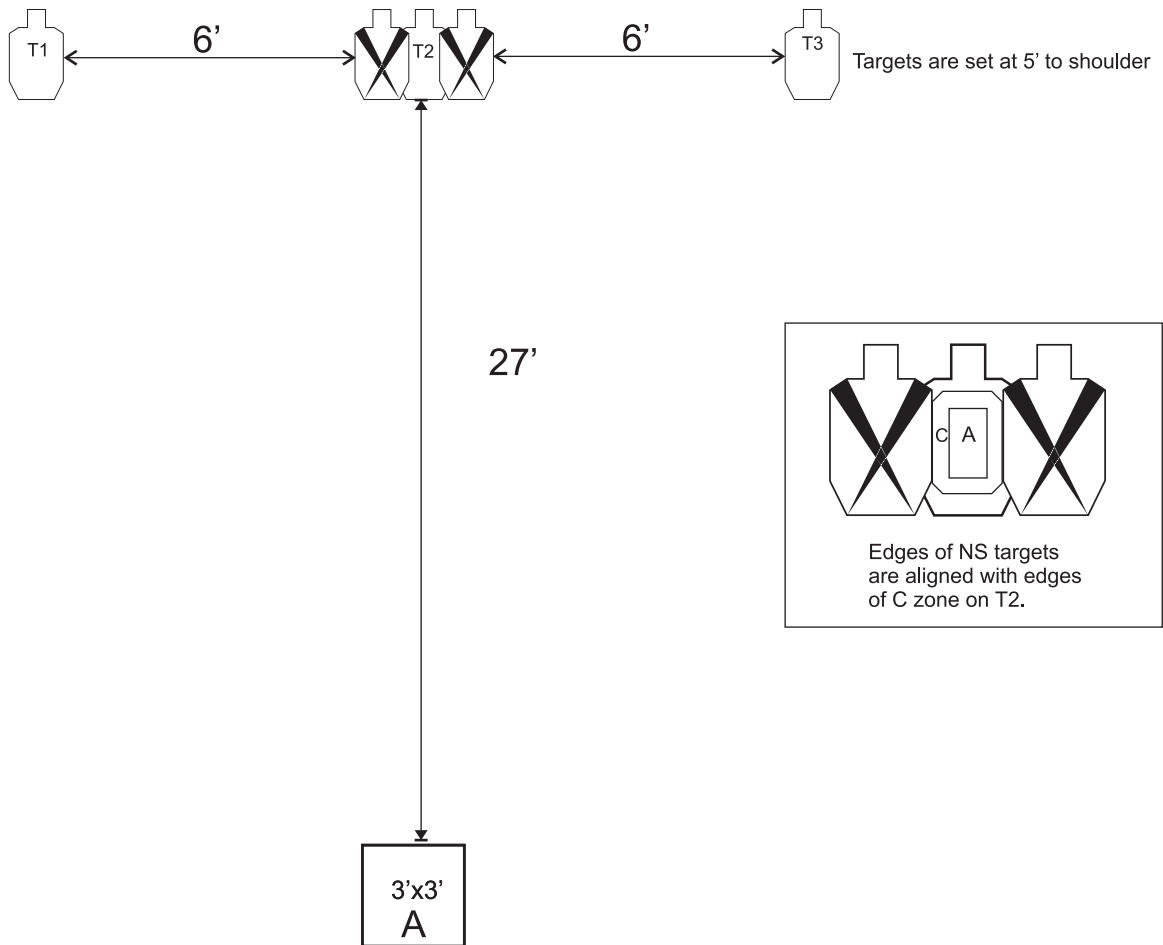 6’
6’
T1
T2
T3
Targets are set at 5’ to shoulder
27’
C
A
Edges of NS targets
are aligned with edges
of C zone on T2.
3’x3’
A